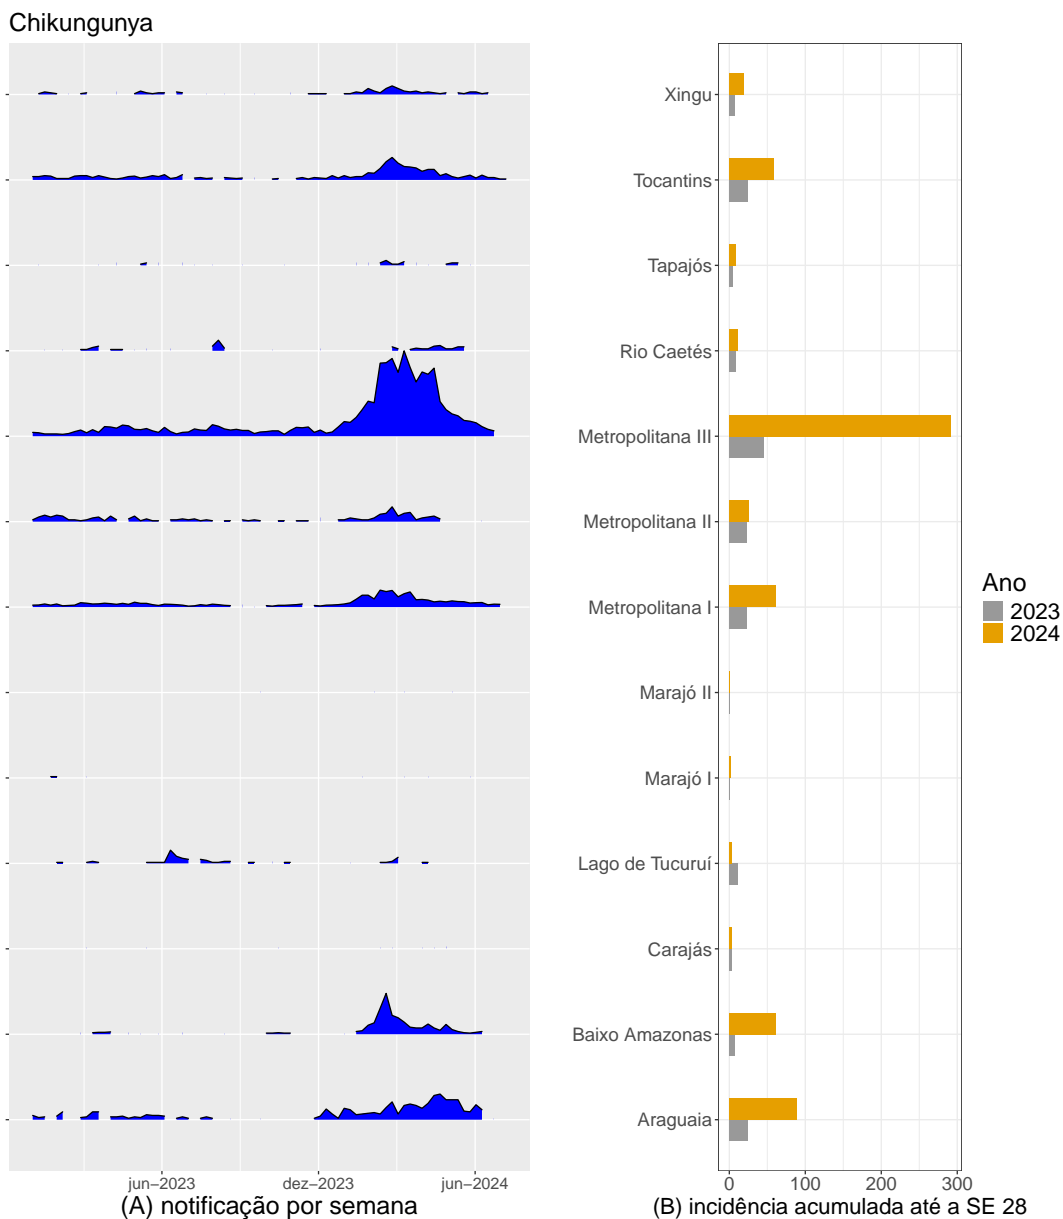 Chikungunya
Xingu
Tocantins
Tapajós
Rio Caetés
Metropolitana III
Metropolitana II
Metropolitana I
Marajó II
Marajó I
Lago de Tucuruí
Carajás
Baixo Amazonas
Araguaia
jun−2023 dez−2023 jun−2024
(A) notificação por semana
0 100 200 300
(B) incidência acumulada até a SE 28
Ano
2023
2024